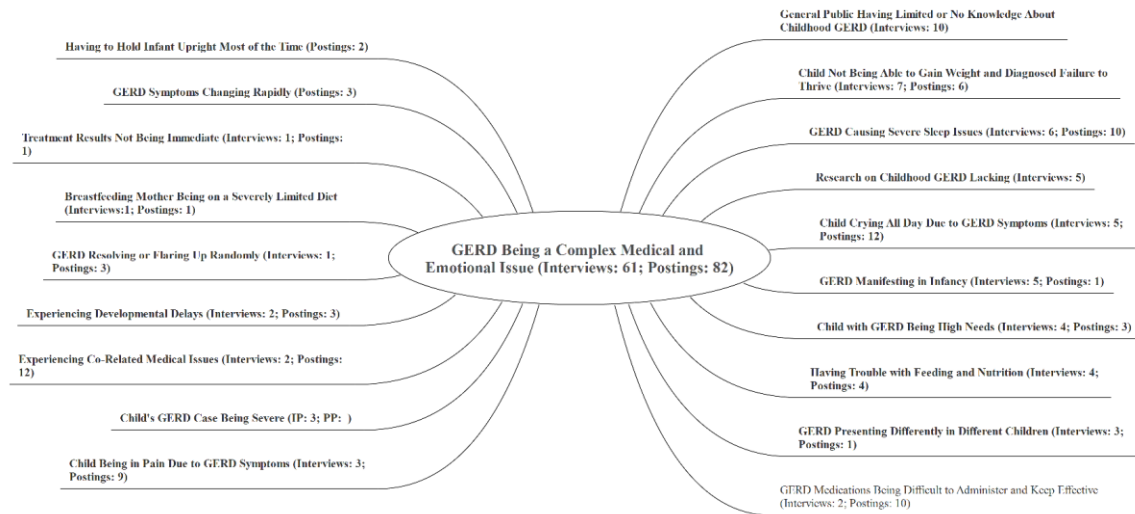 General Public Having Limited or No Knowledge About
Childhood GERD (Interviews: 10)
Having to Hold Infant Upright Most of the Time (Postings: 2)
Child Not Being Able to Gain Weight and Diagnosed Failure to
Thrive (Interviews: 7; Postings: 6)
GERD Symptoms Changing Rapidly (Postings: 3)
GERD Causing Severe Sleep Issues (Interviews: 6; Postings: 10)
Treatment Results Not Being Immediate (Interviews: 1; Postings:
1)
Research on Childhood GERD Lacking (Interviews: 5)
Breastfeeding Mother Being on a Severely Limited Diet
(Interviews:1; Postings: 1)
Child Crying All Day Due to GERD Symptoms (Interviews: 5;
Postings: 12)
GERD Being a Complex Medical and
Emotional Issue (Interviews: 61; Postings: 82)
GERD Resolving or Flaring Up Randomly (Interviews: 1;
Postings: 3)
GERD Manifesting in Infancy (Interviews: 5; Postings: 1)
Experiencing Developmental Delays (Interviews: 2; Postings: 3)
Child with GERD Being High Needs (Interviews: 4; Postings: 3)
Experiencing Co-Related Medical Issues (Interviews: 2; Postings:
12)
Having Trouble with Feeding and Nutrition (Interviews: 4;
Postings: 4)
Child's GERD Case Being Severe (IP: 3; PP: )
GERD Presenting Differently in Different Children (Interviews: 3;
Postings: 1)
Child Being in Pain Due to GERD Symptoms (Interviews: 3;
Postings: 9)
GERD Medications Being Difficult to Administer and Keep Effective
(Interviews: 2; Postings: 10)